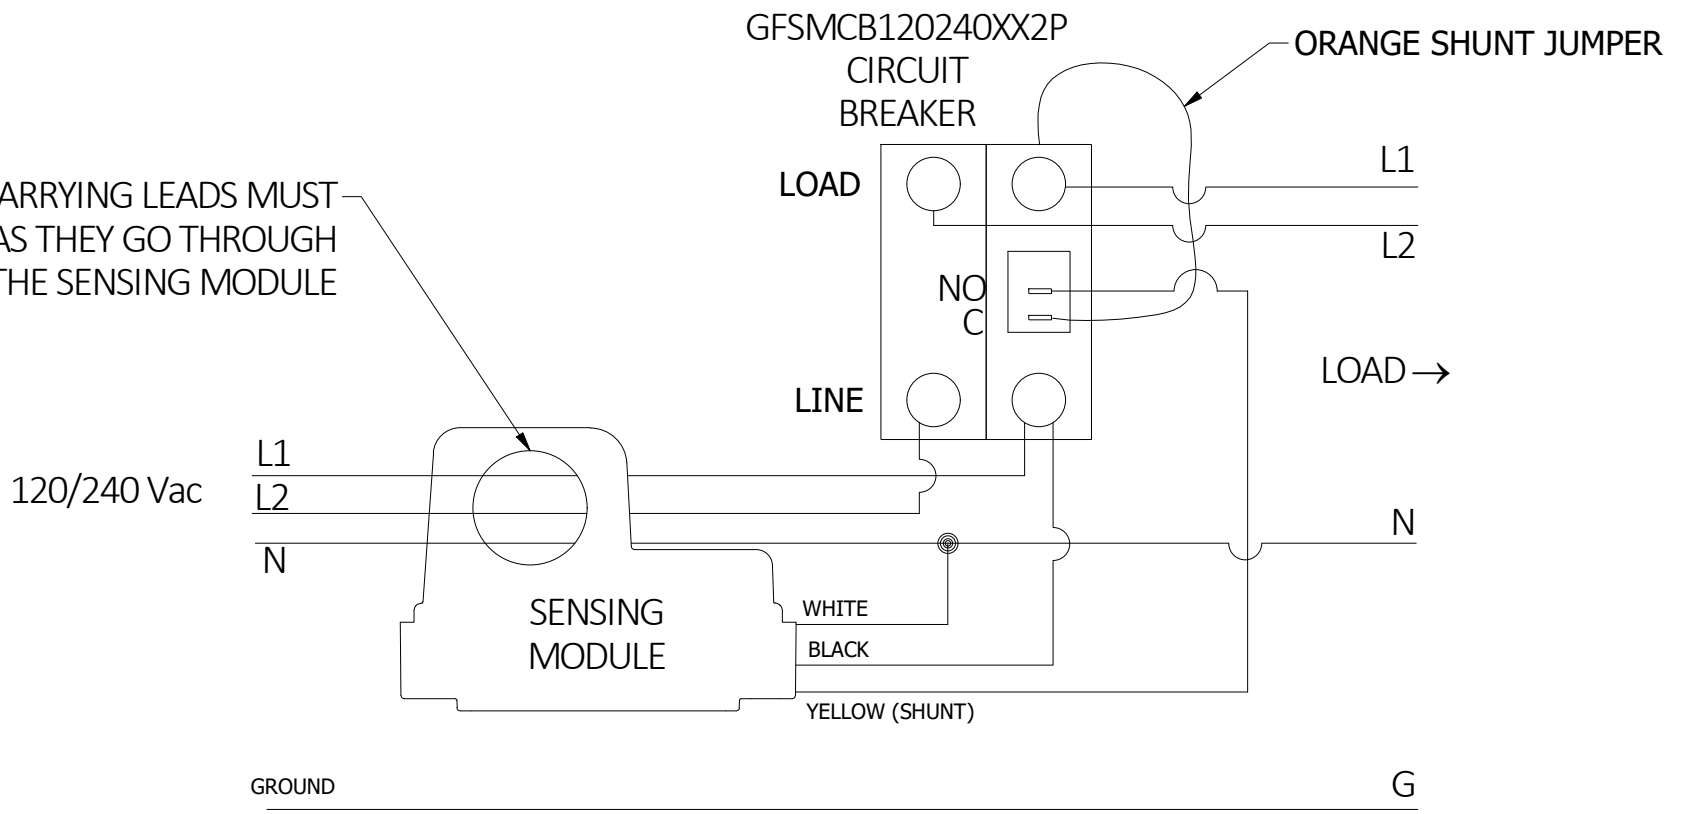 GFSMCB120240XX2P
CIRCUIT
BREAKER
ORANGE SHUNT JUMPER
LOAD
L1
L2
ARRYING LEADS MUST
AS THEY GO THROUGH
THE SENSING MODULE
NO
C
LOAD→
LINE
120/240 Vac
L1
L2
N
N
SENSING
MODULE
WHITE
BLACK
YELLOW (SHUNT)
GROUND
G